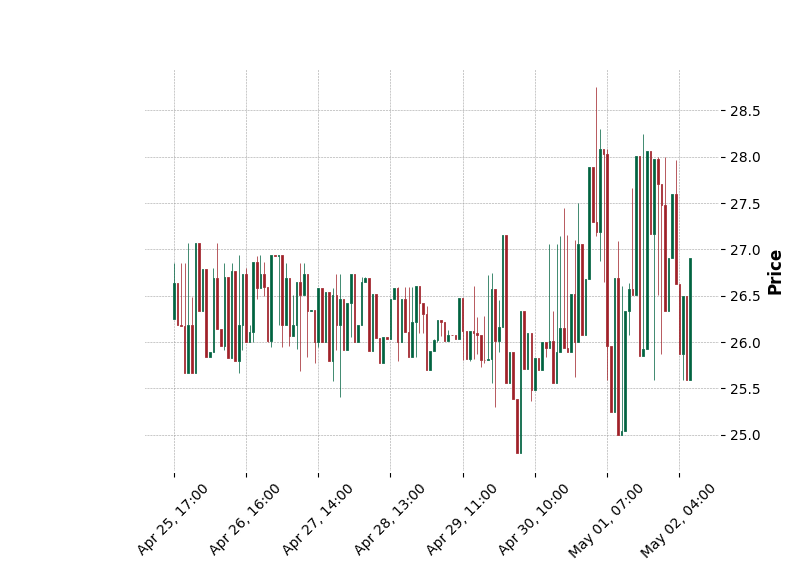 28.5
28.0
27.5
27.0
26.5
26.0
25.5
25.0
Price
Apr 25, 17:00
Apr 26, 16:00
Apr 27, 14:00
Apr 28, 13:00
Apr 29, 11:00
Apr 30, 10:00
May 01, 07:00
May 02, 04:00